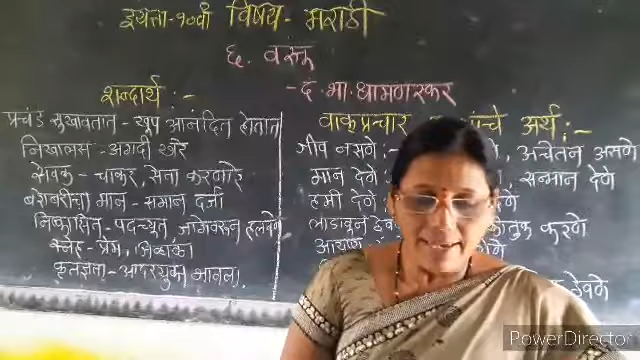 इयत्ता-१०वी विषय- मराठी
६. वस्तू
- द. भा. धामणस्कर
शब्दार्थ :-
प्रचंड सुखावतात - खूप आनंदित होतात
निखालस - अगदी खरे
सेवक - चाकर, सेवा करणारे
बरोबरीचा मान - समान दर्जा
निष्कासित - पदच्युत, जागेवरून हलवणे
स्नेह - प्रेम, जिव्हाळा
कृतज्ञता - आदरयुक्त भावना.
वाक्प्रचार चे अर्थ :-
जीव नसणे :- , अचेतन असणे
मान देणे सन्मान देणे
हमी देणे
कौतुक करणे
ठेवणे
PowerDirector